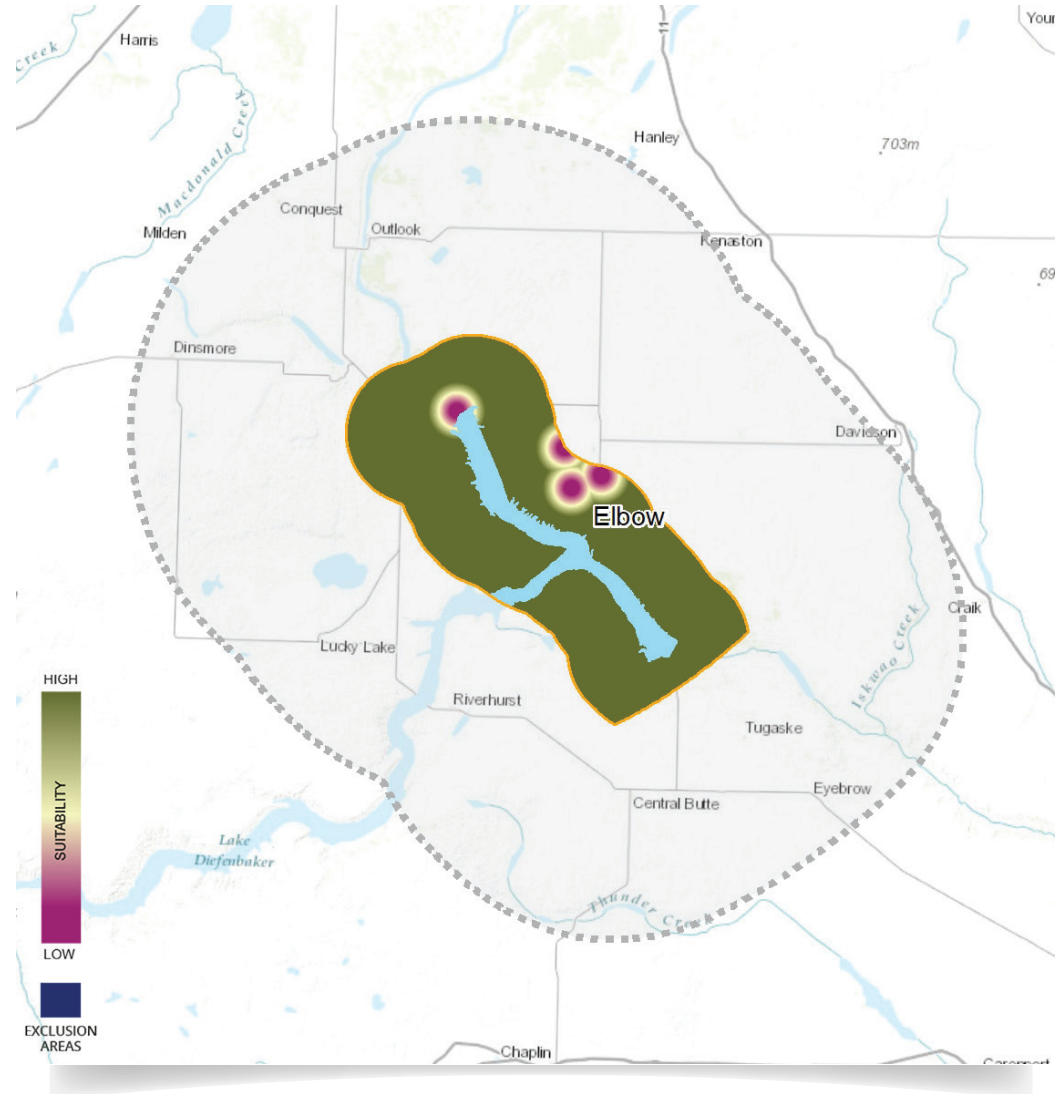 Harris
11
Your
Creek
Macdonald Creek
Hanley
703m
Conquest
Milden
Outlook
Kenaston
69
Dinsmore
Davidson
Elbow
Craik
Lucky Lake
Iskwao Creek
HIGH
Riverhurst
Tugaske
SUITABILITY
Eyebrow
Central Butte
Lake
Diefenbaker
Thunder Creek
LOW
EXCLUSION
AREAS
Chaplin